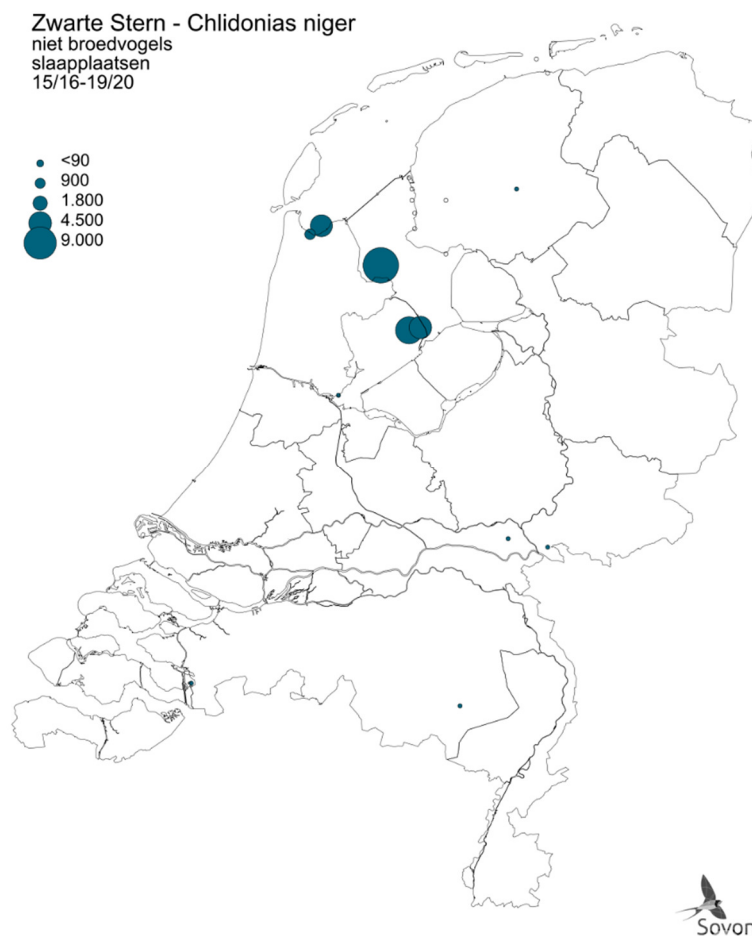 Zwarte Stern - Chlidonias niger
niet broedvogels
slaapplaatsen
15/16-19/20
<90
900
1.800
4.500
9.000
Sovon